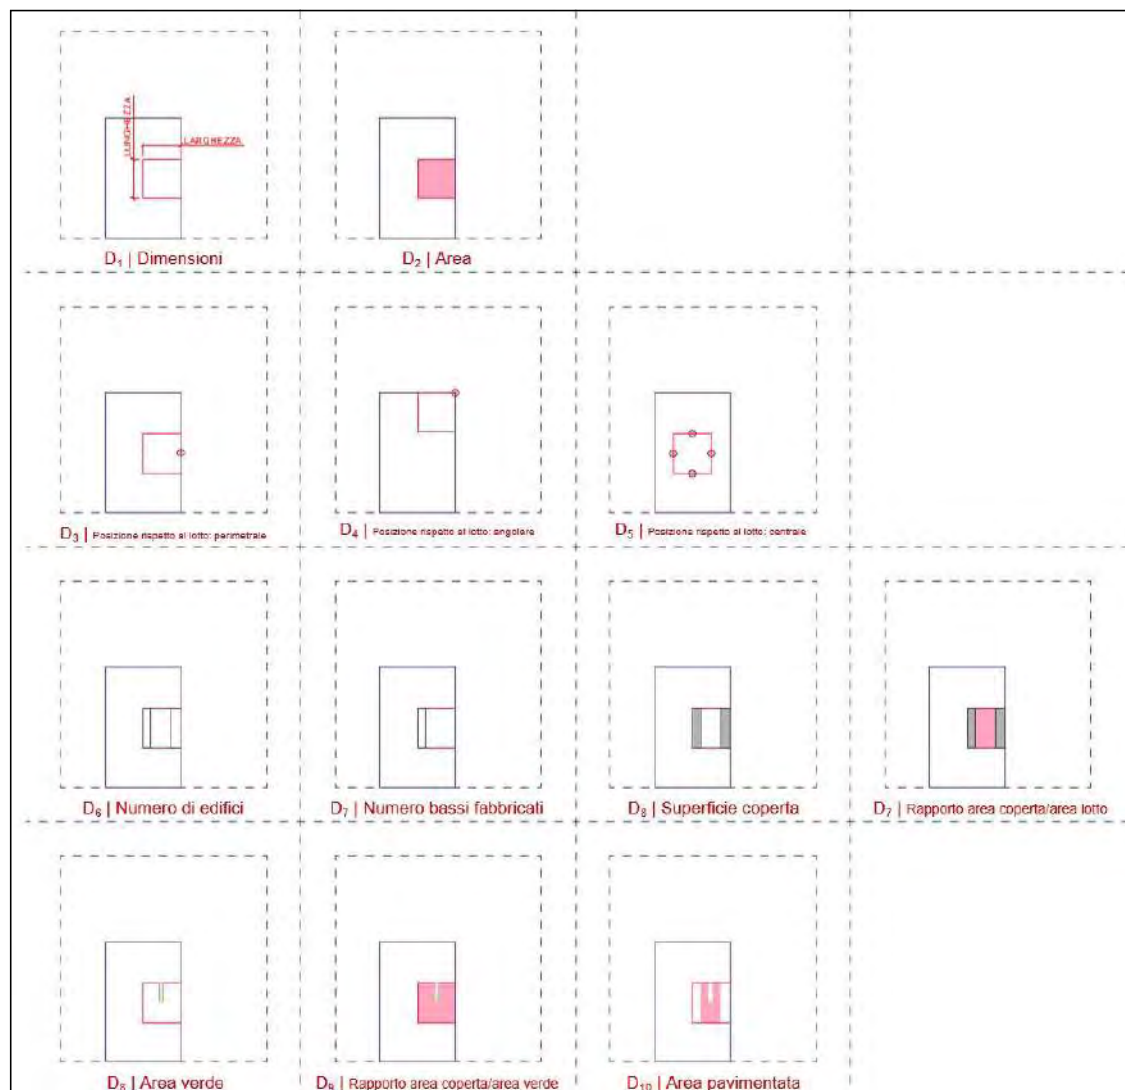 LUNGHEZZA
LARGHEZZA
D1 | Dimensioni
D2 | Area
D3 | Posizione rispetto al lotto: perimetrale
D4 | Posizione rispetto al lotto: angolare
D5 | Posizione rispetto al lotto: centrale
D6 | Numero di edifici
D7 | Numero bassi fabbricati
D8 | Superficie coperta
D7 | Rapporto area coperta/area lotto
D8 | Area verde
D9 | Rapporto area coperta/area verde
D10 | Area pavimentata